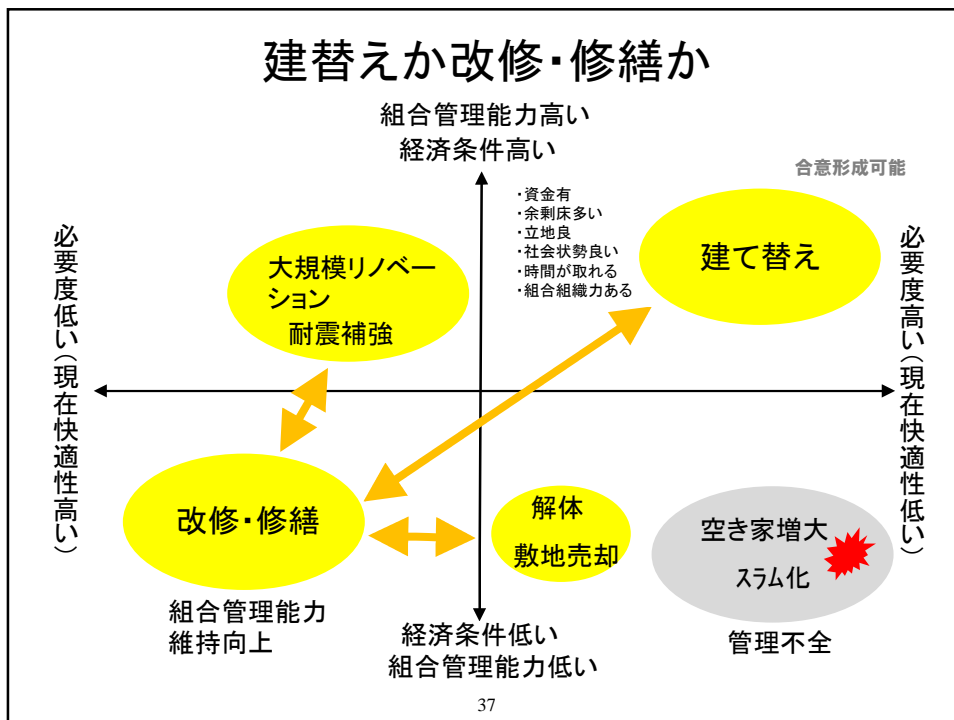 建替えか改修・修繕か
組合管理能力高い
経済条件高い
合意形成可能
・資金有
・余剰床多い
・立地良
・社会状勢良い
・時間が取れる
・組合組織力ある
建て替え
大規模リノベー
ション
耐震補強
必要度低い(現在快適性高い)
必要度高い(現在快適性低い)
改修・修繕
解体
敷地売却
空き家増大
スラム化
組合管理能力
維持向上
経済条件低い
組合管理能力低い
管理不全
37